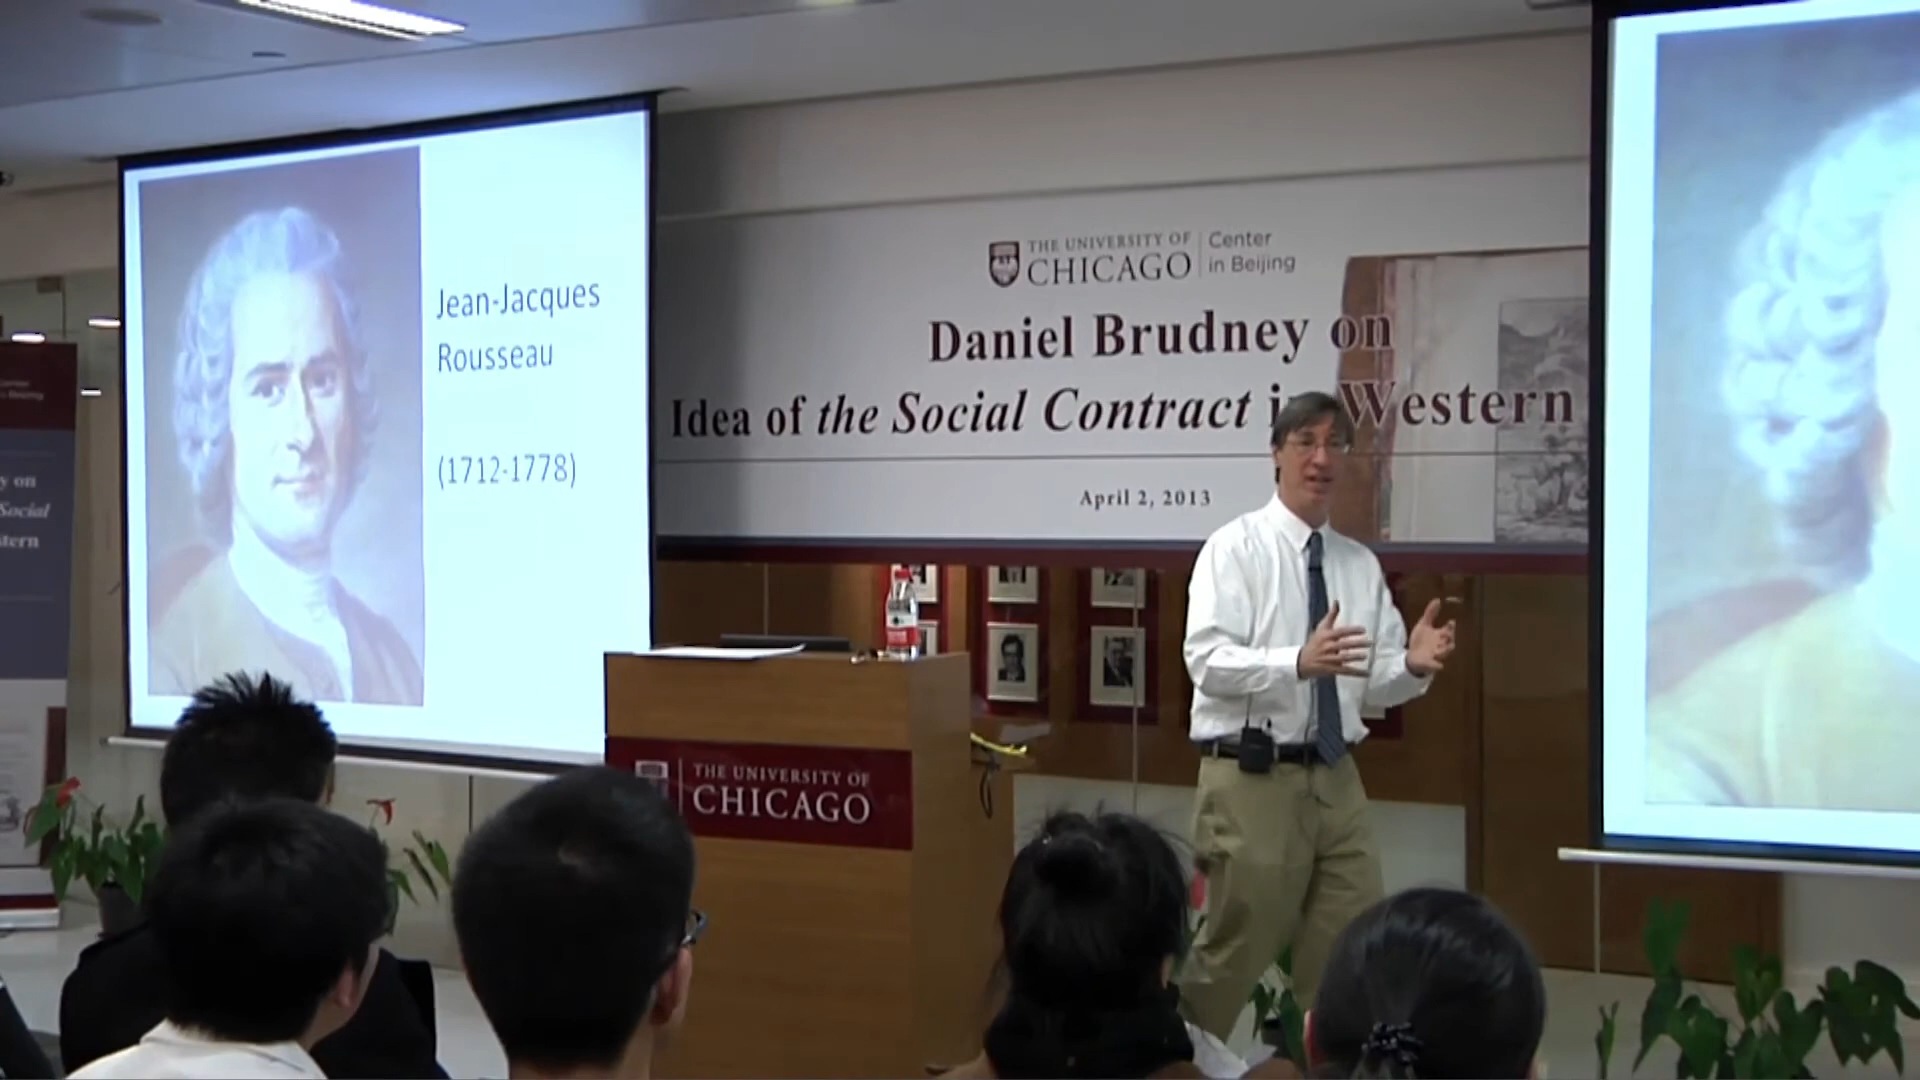 Jean-Jacques
Rousseau
(1712-1778)
THE UNIVERSITY OF
CHICAGO
Center
in Beijing
Daniel Brudney on
Idea of the Social Contract in Western
April 2, 2013
THE UNIVERSITY OF
CHICAGO
Center
y on
Social
stern